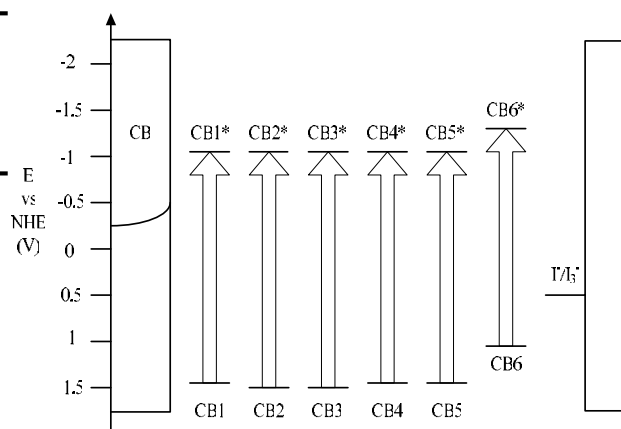 -2
-1.5
-1
-0.5
0
0.5
1
1.5
E
vs
NHE
(V)
CB
CB1* CB2* CB3* CB4* CB5* CB6*
I⁻/I₃⁻
CB1 CB2 CB3 CB4 CB5 CB6